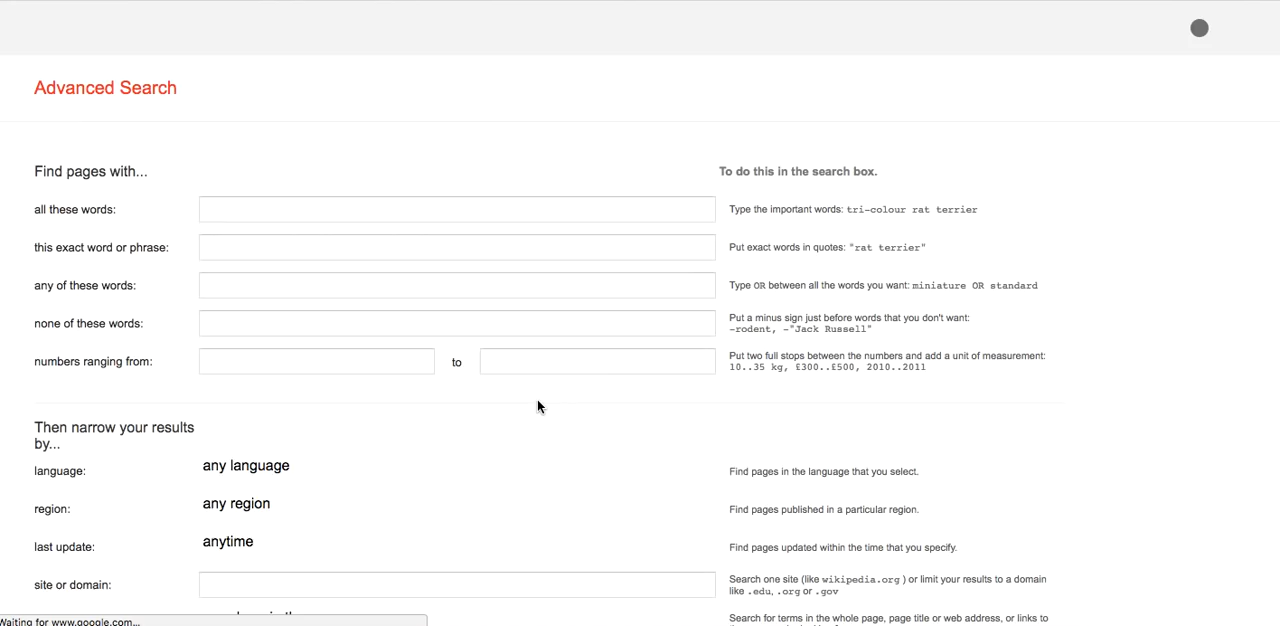 Advanced Search
Find pages with...
To do this in the search box.
all these words:
Type the important words: tri-colour rat terrier
this exact word or phrase:
Put exact words in quotes: "rat terrier"
any of these words:
Type OR between all the words you want: miniature OR standard
none of these words:
Put a minus sign just before words that you don't want:
-rodent, -"Jack Russell"
numbers ranging from:
to
Put two full stops between the numbers and add a unit of measurement:
10..35 kg, £300..£500, 2010..2011
Then narrow your results
by...
language:
any language
Find pages in the language that you select.
region:
any region
Find pages published in a particular region.
last update:
anytime
Find pages updated within the time that you specify.
site or domain:
Search one site (like wikipedia.org ) or limit your results to a domain
like .edu, .org or .gov
Search for terms in the whole page, page title or web address, or links to
Waiting for www.google.com...